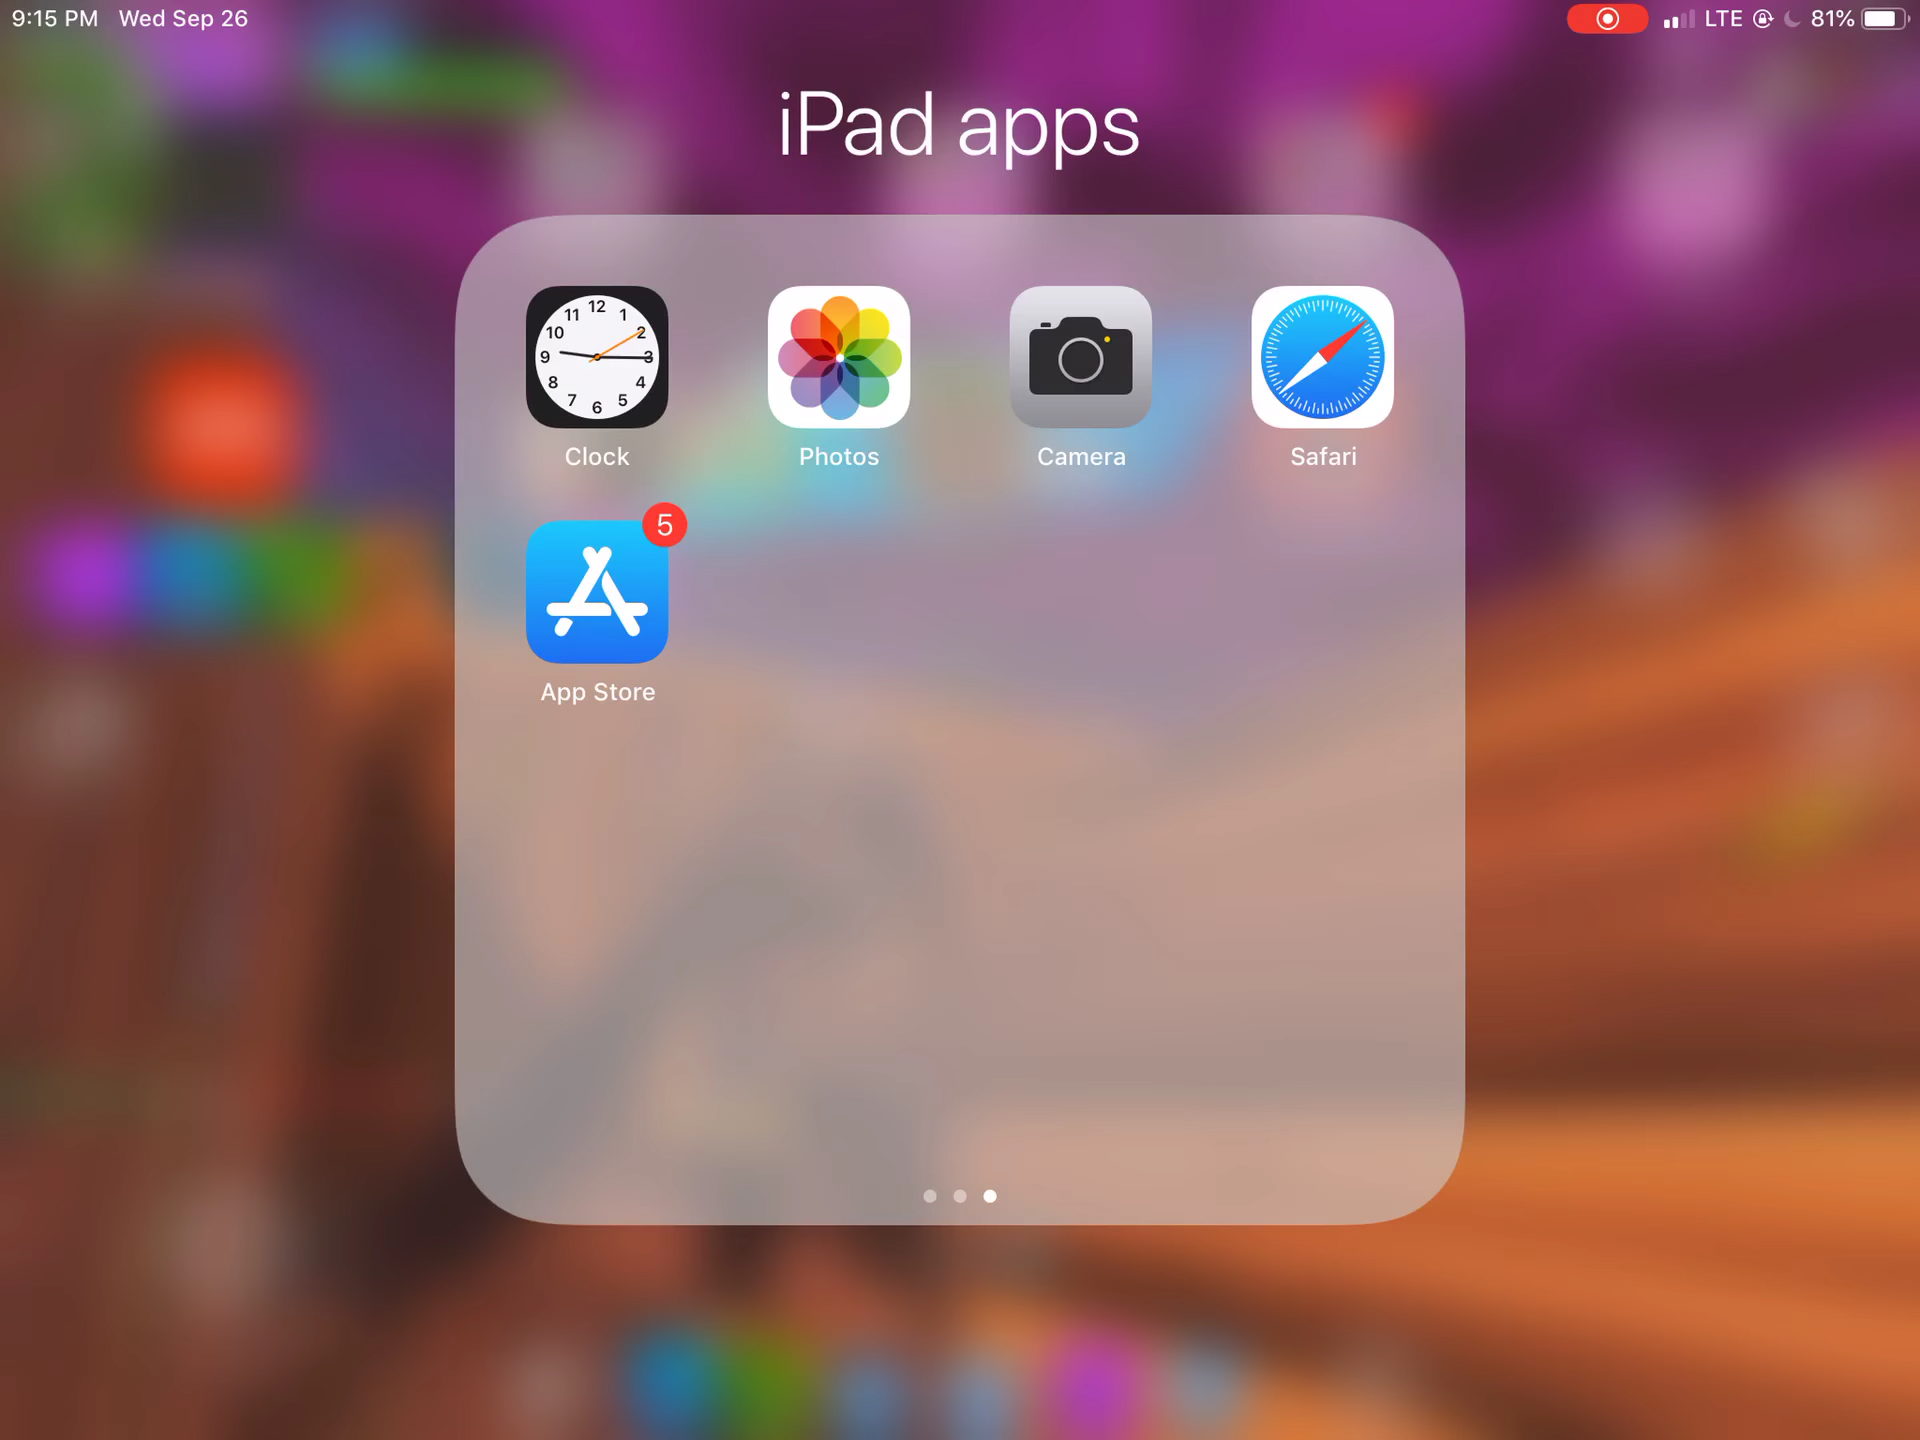 9:15 PM Wed Sep 26
LTE 81%
iPad apps
12
11 1
10 2
9 3
8 4
7 5
6
Clock
Photos
Camera
Safari
5
App Store